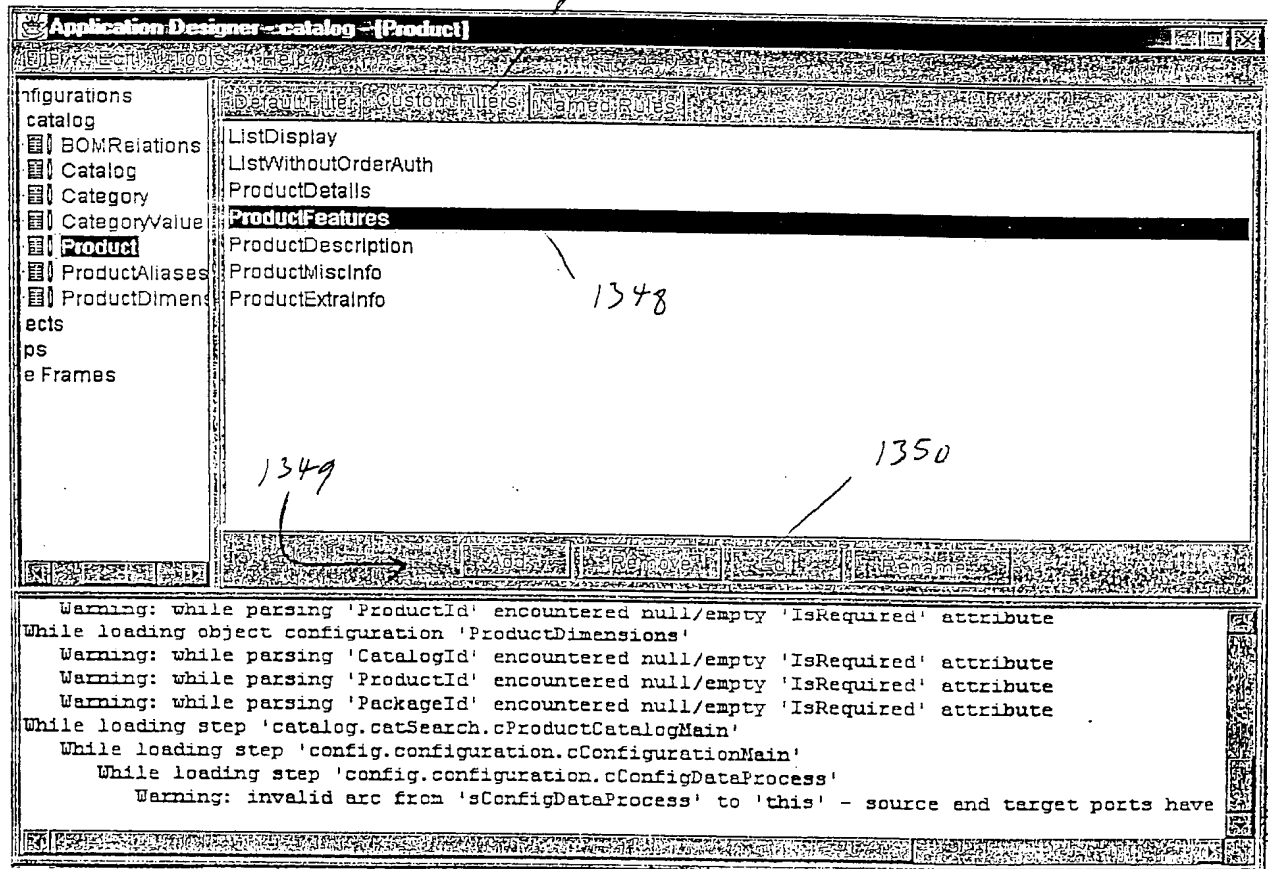 Application Designer - catalog - [Product]
File Edit Tools Help
nfigurations
catalog
BOMRelations
Catalog
Category
CategoryValue
Product
ProductAliases
ProductDimens
ects
ps
e Frames
Default Filter Custom Filters Named Rules
ListDisplay
ListWithoutOrderAuth
ProductDetails
ProductFeatures
ProductDescription
ProductMiscInfo
ProductExtraInfo
1348
1349
1350
Add Remove Edit Rename
Warning: while parsing 'ProductId' encountered null/empty 'IsRequired' attribute
While loading object configuration 'ProductDimensions'
Warning: while parsing 'CatalogId' encountered null/empty 'IsRequired' attribute
Warning: while parsing 'ProductId' encountered null/empty 'IsRequired' attribute
Warning: while parsing 'PackageId' encountered null/empty 'IsRequired' attribute
While loading step 'catalog.catSearch.cProductCatalogMain'
While loading step 'config.configuration.cConfigurationMain'
While loading step 'config.configuration.cConfigDataProcess'
Warning: invalid arc from 'sConfigDataProcess' to 'this' - source and target ports have